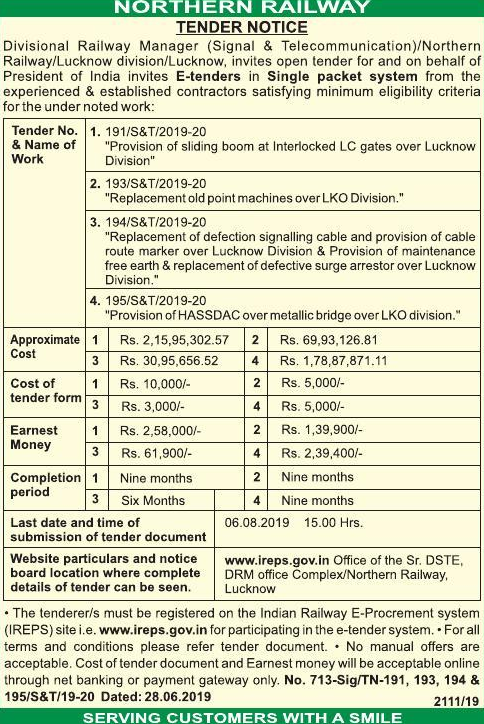 NORTHERN RAILWAY
TENDER NOTICE
Divisional Railway Manager (Signal & Telecommunication)/Northern
Railway/Lucknow division/Lucknow, invites open tender for and on behalf of
President of India invites E-tenders in Single packet system from the
experienced & established contractors satisfying minimum eligibility criteria
for the under noted work:
Tender No. & Name of Work
1. 191/S&T/2019-20
"Provision of sliding boom at Interlocked LC gates over Lucknow
Division"
2. 193/S&T/2019-20
"Replacement old point machines over LKO Division."
3. 194/S&T/2019-20
"Replacement of defection signalling cable and provision of cable
route marker over Lucknow Division & Provision of maintenance
free earth & replacement of defective surge arrestor over Lucknow
Division."
4. 195/S&T/2019-20
"Provision of HASSDAC over metallic bridge over LKO division."
Approximate Cost
1 Rs. 2,15,95,302.57 2 Rs. 69,93,126.81
3 Rs. 30,95,656.52 4 Rs. 1,78,87,871.11
Cost of tender form
1 Rs. 10,000/- 2 Rs. 5,000/-
3 Rs. 3,000/- 4 Rs. 5,000/-
Earnest Money
1 Rs. 2,58,000/- 2 Rs. 1,39,900/-
3 Rs. 61,900/- 4 Rs. 2,39,400/-
Completion period
1 Nine months 2 Nine months
3 Six Months 4 Nine months
Last date and time of
submission of tender document
06.08.2019 15.00 Hrs.
Website particulars and notice
board location where complete
details of tender can be seen.
www.ireps.gov.in Office of the Sr. DSTE,
DRM office Complex/Northern Railway,
Lucknow
• The tenderer/s must be registered on the Indian Railway E-Procrement system
(IREPS) site i.e. www.ireps.gov.in for participating in the e-tender system. • For all
terms and conditions please refer tender document. • No manual offers are
acceptable. Cost of tender document and Earnest money will be acceptable online
through net banking or payment gateway only. No. 713-Sig/TN-191, 193, 194 &
195/S&T/19-20 Dated: 28.06.2019
2111/19
SERVING CUSTOMERS WITH A SMILE